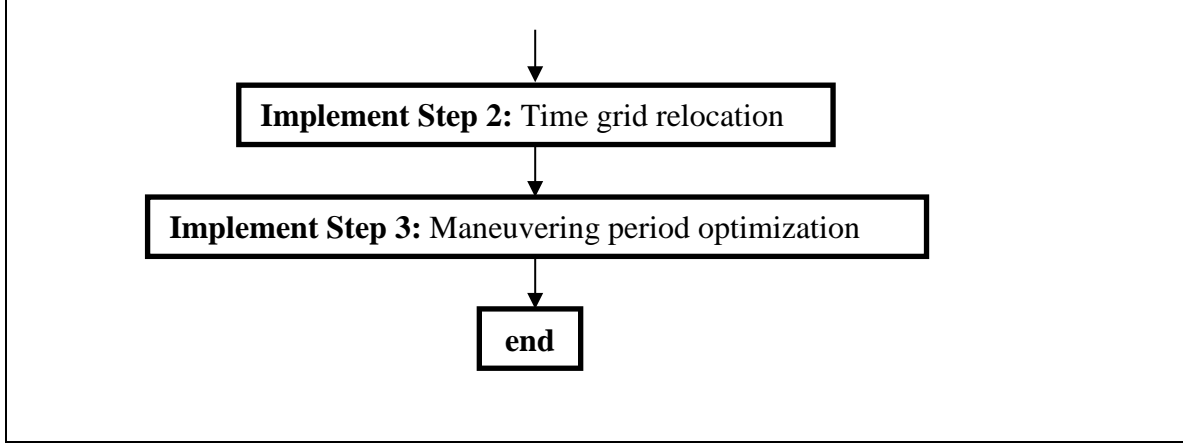 Implement Step 2: Time grid relocation
Implement Step 3: Maneuvering period optimization
end